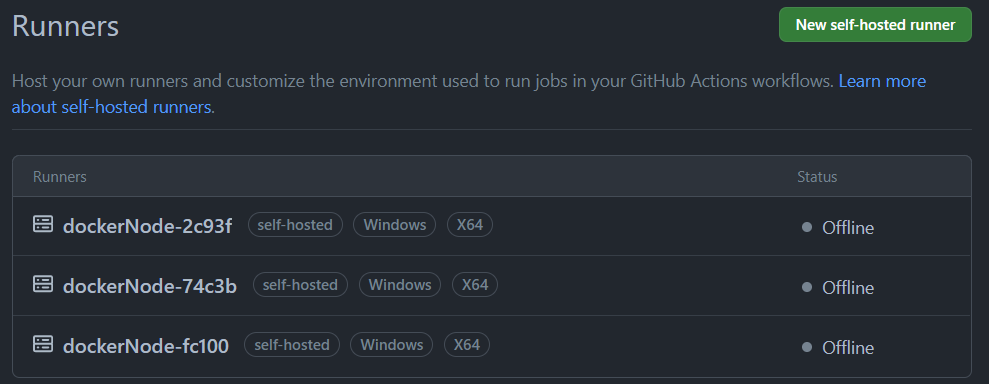 Runners
New self-hosted runner
Host your own runners and customize the environment used to run jobs in your GitHub Actions workflows. Learn more
about self-hosted runners.
Runners Status
dockerNode-2c93f self-hosted Windows X64 Offline
dockerNode-74c3b self-hosted Windows X64 Offline
dockerNode-fc100 self-hosted Windows X64 Offline